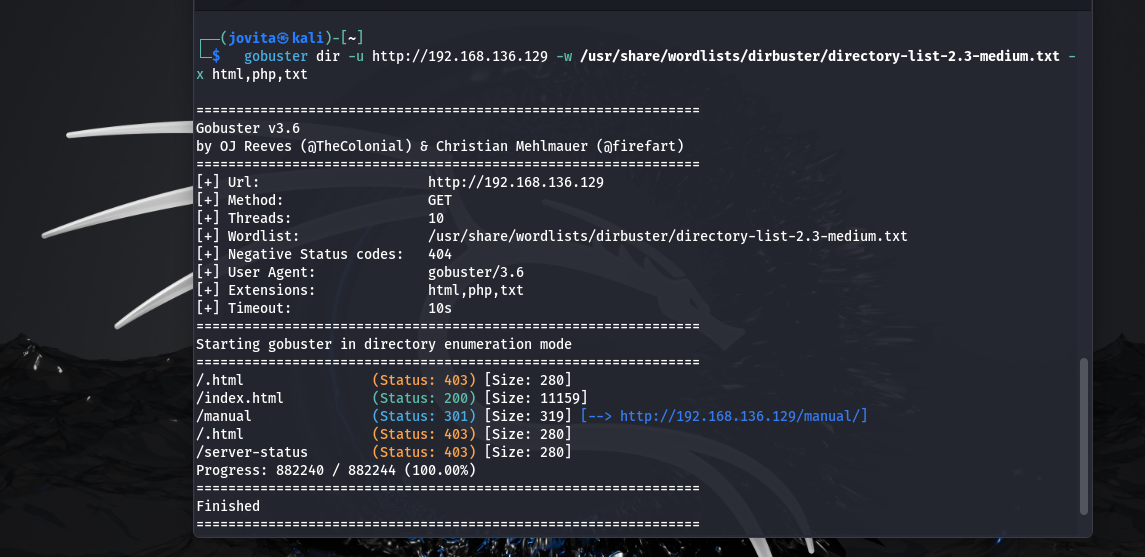 (jovita㉿kali)-[~]
$ gobuster dir -u http://192.168.136.129 -w /usr/share/wordlists/dirbuster/directory-list-2.3-medium.txt -
x html,php,txt
===============================================================
Gobuster v3.6
by OJ Reeves (@TheColonial) & Christian Mehlmauer (@firefart)
===============================================================
[+] Url:                     http://192.168.136.129
[+] Method:                  GET
[+] Threads:                 10
[+] Wordlist:                /usr/share/wordlists/dirbuster/directory-list-2.3-medium.txt
[+] Negative Status codes:   404
[+] User Agent:              gobuster/3.6
[+] Extensions:              html,php,txt
[+] Timeout:                 10s
===============================================================
Starting gobuster in directory enumeration mode
===============================================================
/.html                (Status: 403) [Size: 280]
/index.html           (Status: 200) [Size: 11159]
/manual               (Status: 301) [Size: 319] [--> http://192.168.136.129/manual/]
/.html                (Status: 403) [Size: 280]
/server-status        (Status: 403) [Size: 280]
Progress: 882240 / 882244 (100.00%)
===============================================================
Finished
===============================================================